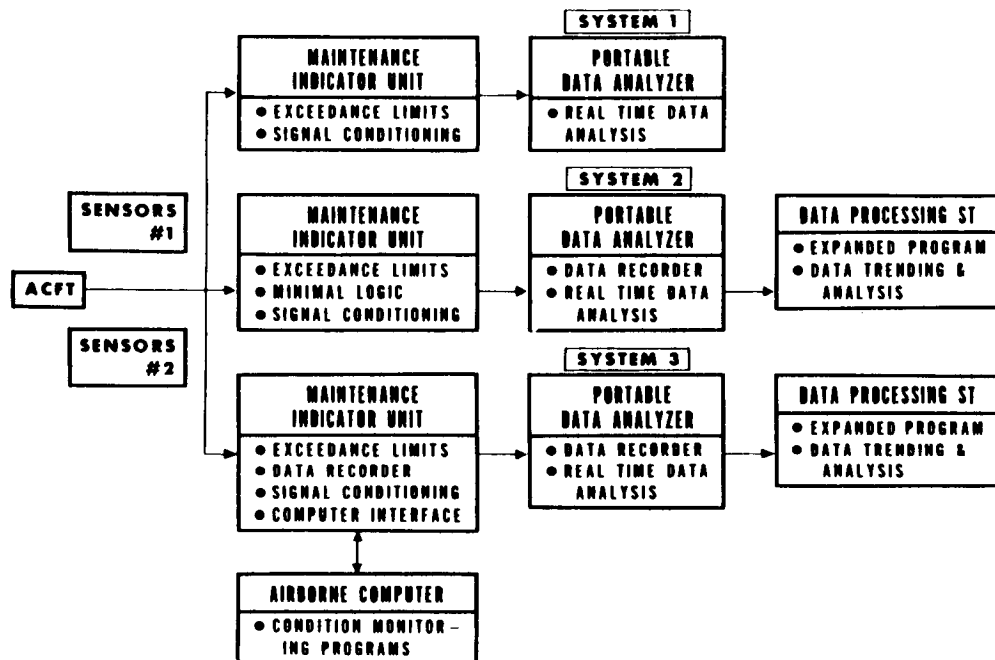 SYSTEM 1
MAINTENANCE
INDICATOR UNIT
● EXCEEDANCE LIMITS
● SIGNAL CONDITIONING
PORTABLE
DATA ANALYZER
● REAL TIME DATA
ANALYSIS
SENSORS
#1
ACFT
SENSORS
#2
SYSTEM 2
MAINTENANCE
INDICATOR UNIT
● EXCEEDANCE LIMITS
● MINIMAL LOGIC
● SIGNAL CONDITIONING
PORTABLE
DATA ANALYZER
● DATA RECORDER
● REAL TIME DATA
ANALYSIS
DATA PROCESSING ST
● EXPANDED PROGRAM
● DATA TRENDING &
ANALYSIS
SYSTEM 3
MAINTENANCE
INDICATOR UNIT
● EXCEEDANCE LIMITS
● DATA RECORDER
● SIGNAL CONDITIONING
● COMPUTER INTERFACE
PORTABLE
DATA ANALYZER
● DATA RECORDER
● REAL TIME DATA
ANALYSIS
DATA PROCESSING ST
● EXPANDED PROGRAM
● DATA TRENDING &
ANALYSIS
AIRBORNE COMPUTER
● CONDITION MONITOR-
ING PROGRAMS